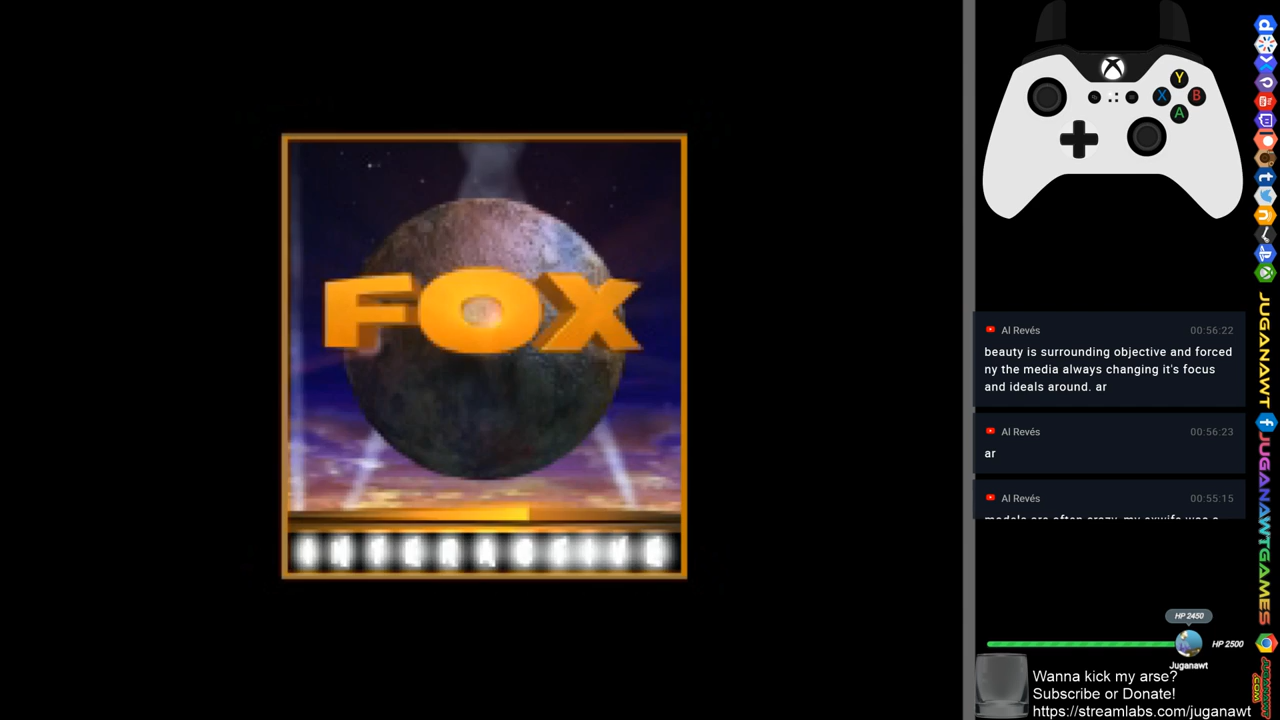 FOX
Y
X
B
A
Al Revés
00:56:22
beauty is surrounding objective and forced
ny the media always changing it's focus
and ideals around. ar
Al Revés
00:56:23
ar
Al Revés
00:55:15
JUGANAWT
JUGANAWTGAMES
HP 2450
HP 2500
Juganawt
Wanna kick my arse?
Subscribe or Donate!
https://streamlabs.com/juganawt
JUGANAWT
.COM